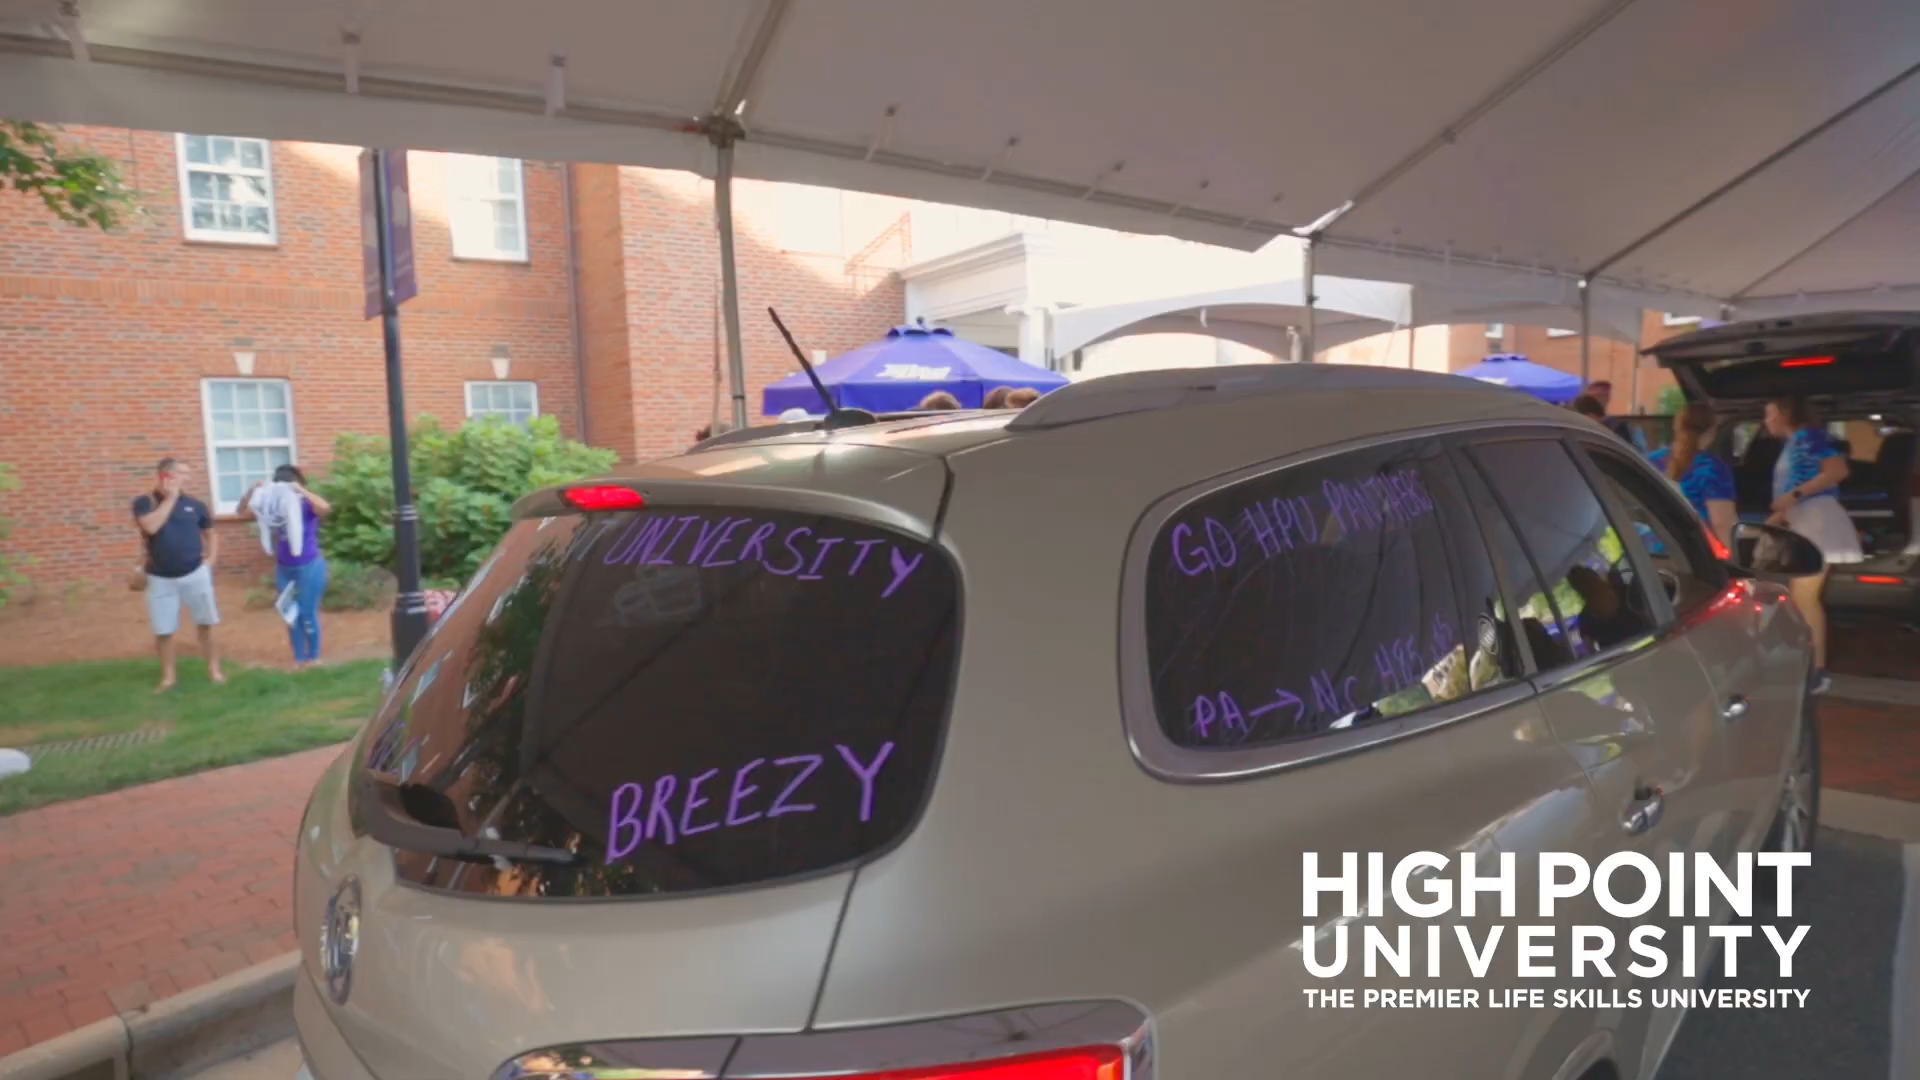 UNIVERSITY
BREEZY
GO HPU PANTHERS
PA → NC
HIGH POINT
UNIVERSITY
THE PREMIER LIFE SKILLS UNIVERSITY